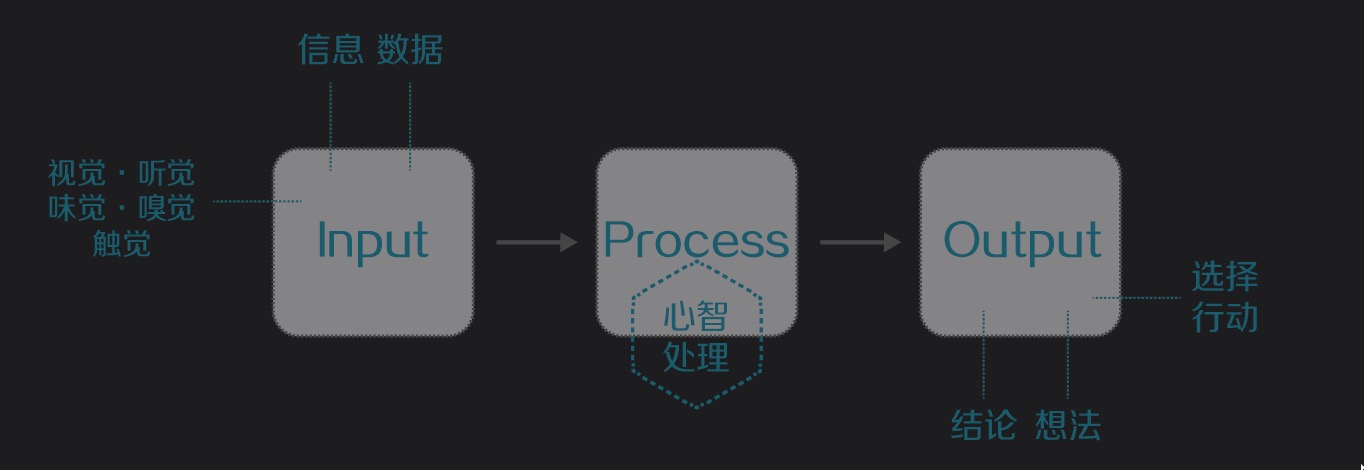 信息 数据
视觉·听觉
味觉·嗅觉
触觉
Input
Process
心智
处理
Output
选择
行动
结论 想法